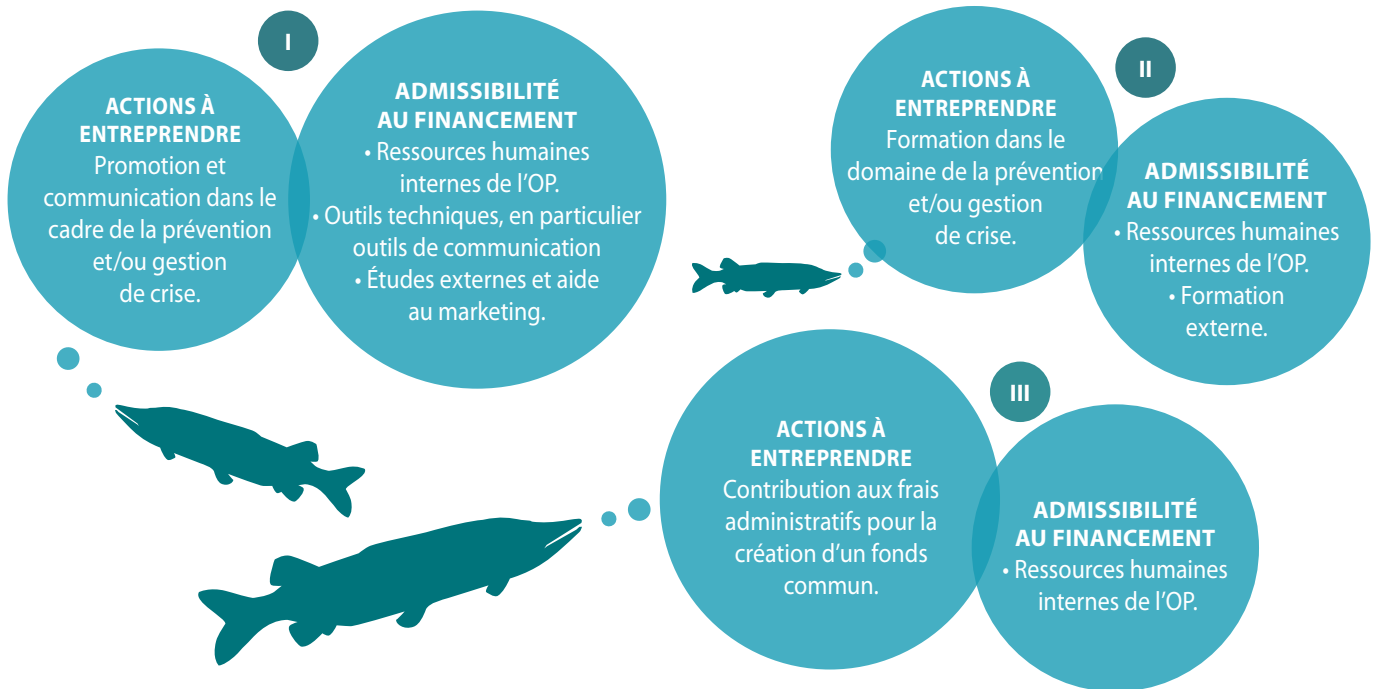 I
ACTIONS À
ENTREPRENDRE
Promotion et
communication dans le
cadre de la prévention
et/ou gestion
de crise.
ADMISSIBILITÉ
AU FINANCEMENT
• Ressources humaines
internes de l’OP.
• Outils techniques, en particulier
outils de communication
• Études externes et aide
au marketing.
II
ACTIONS À
ENTREPRENDRE
Formation dans le
domaine de la prévention
et/ou gestion
de crise.
ADMISSIBILITÉ
AU FINANCEMENT
• Ressources humaines
internes de l’OP.
• Formation
externe.
III
ACTIONS À
ENTREPRENDRE
Contribution aux frais
administratifs pour la
création d’un fonds
commun.
ADMISSIBILITÉ
AU FINANCEMENT
• Ressources humaines
internes de l’OP.